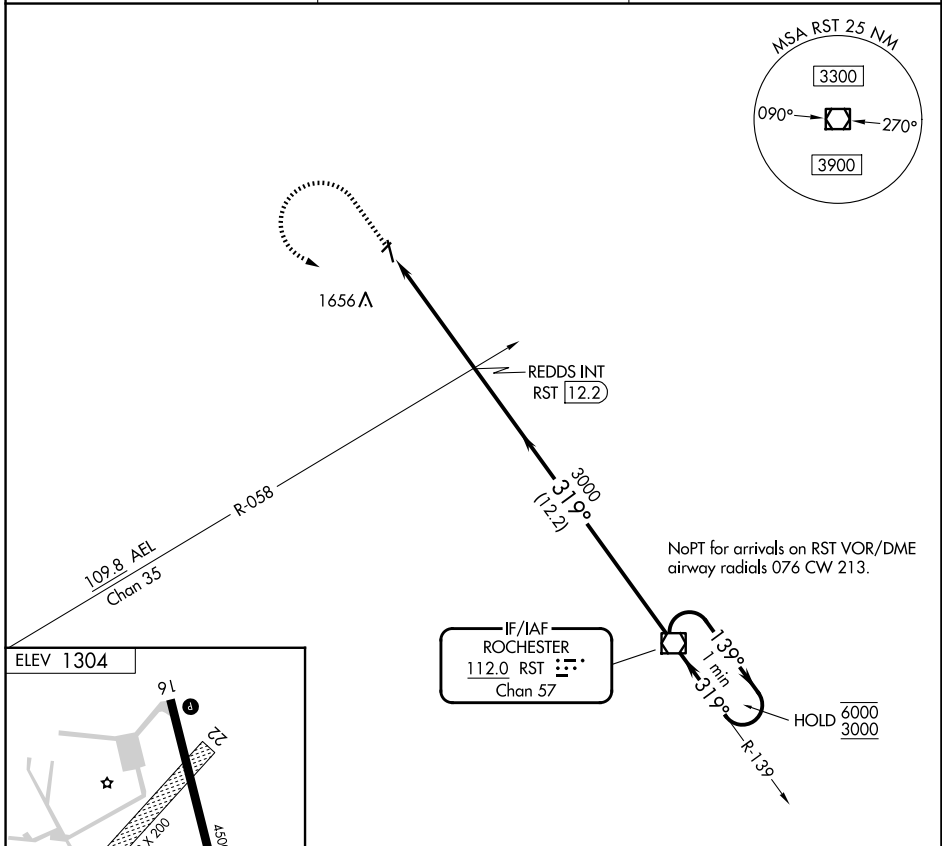 MSA RST 25 NM
3300
090°
270°
3900
1656
REDDS INT
RST 12.2
3000
319°
(12.2)
R-058
109.8 AEL
Chan 35
NoPT for arrivals on RST VOR/DME
airway radials 076 CW 213.
IF/IAF
ROCHESTER
112.0 RST
Chan 57
139°
1 min
319°
HOLD 6000
3000
R-139
ELEV 1304
16
P
22
X 200